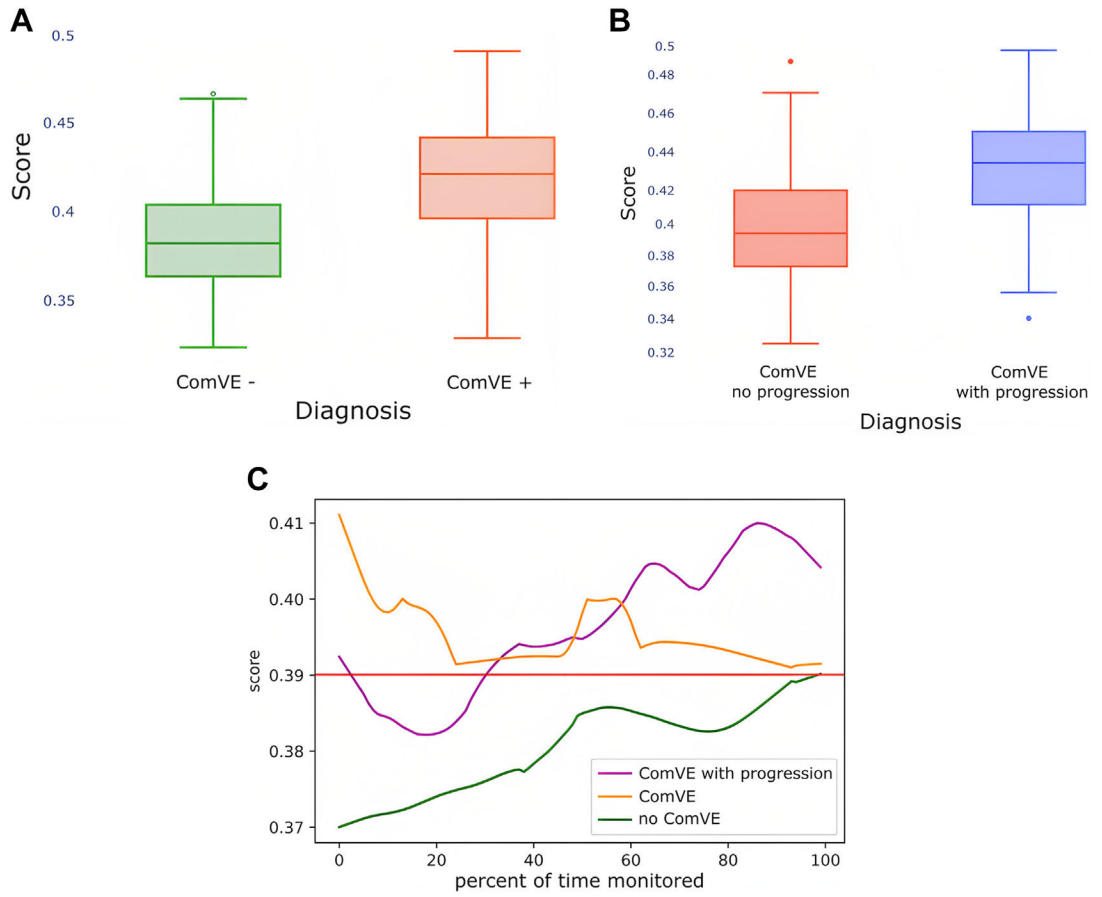 A
0.5
0.45
0.4
0.35
Score
ComVE -
ComVE +
Diagnosis
B
0.5
0.48
0.46
0.44
0.42
0.4
0.38
0.36
0.34
0.32
Score
ComVE
no progression
ComVE
with progression
Diagnosis
C
0.41
0.40
0.39
0.38
0.37
score
ComVE with progression
ComVE
no ComVE
0 20 40 60 80 100
percent of time monitored